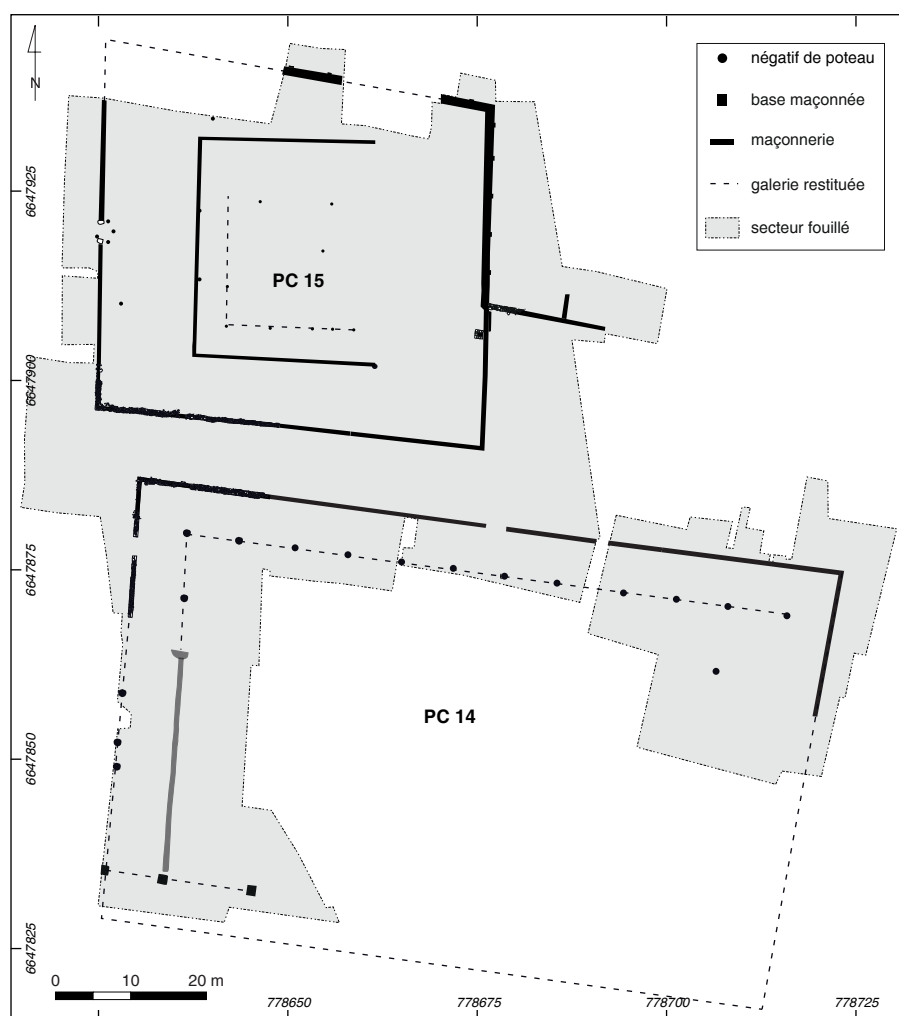 N
négatif de poteau
base maçonnée
maçonnerie
galerie restituée
secteur fouillé
6647925
PC 15
6647900
6647875
PC 14
6647850
6647825
0 10 20 m
778650 778675 778700 778725